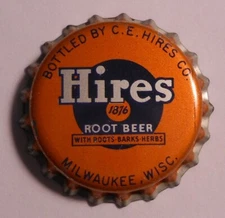 BOTTLED BY C.E. HIRES CO.
Hires
1876
ROOT BEER
WITH ROOTS-BARKS-HERBS
MILWAUKEE, WISC.